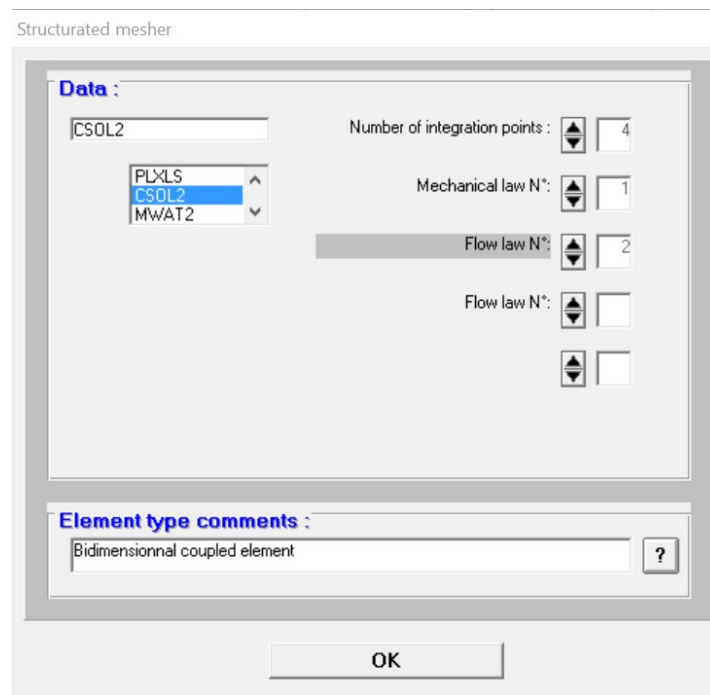 Structurated mesher
Data :
CSOL2
PLXLS
CSOL2
MWAT2
Number of integration points : 4
Mechanical law N°: 1
Flow law N°: 2
Flow law N°:
Element type comments :
Bidimensionnal coupled element
?
OK